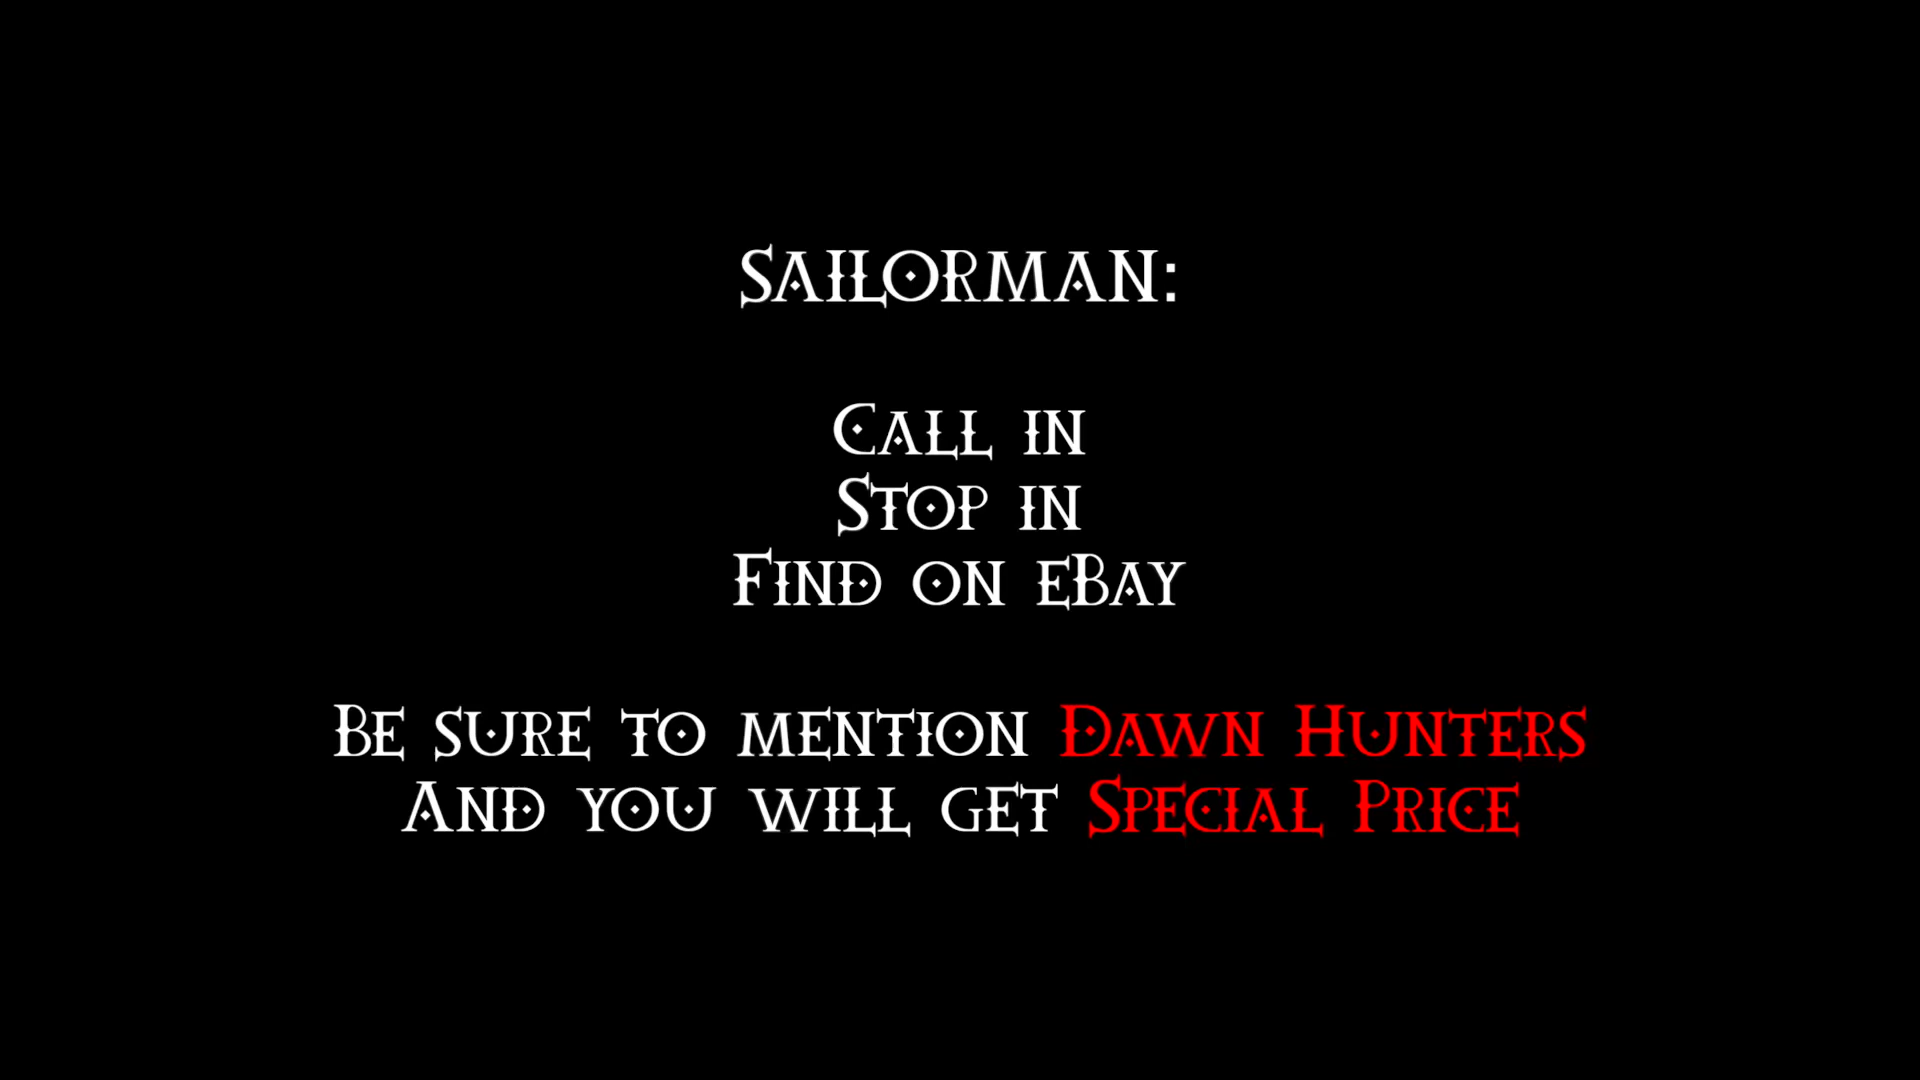 Sailorman:
Call in
Stop in
Find on eBay
Be sure to mention Dawn Hunters
And you will get Special Price